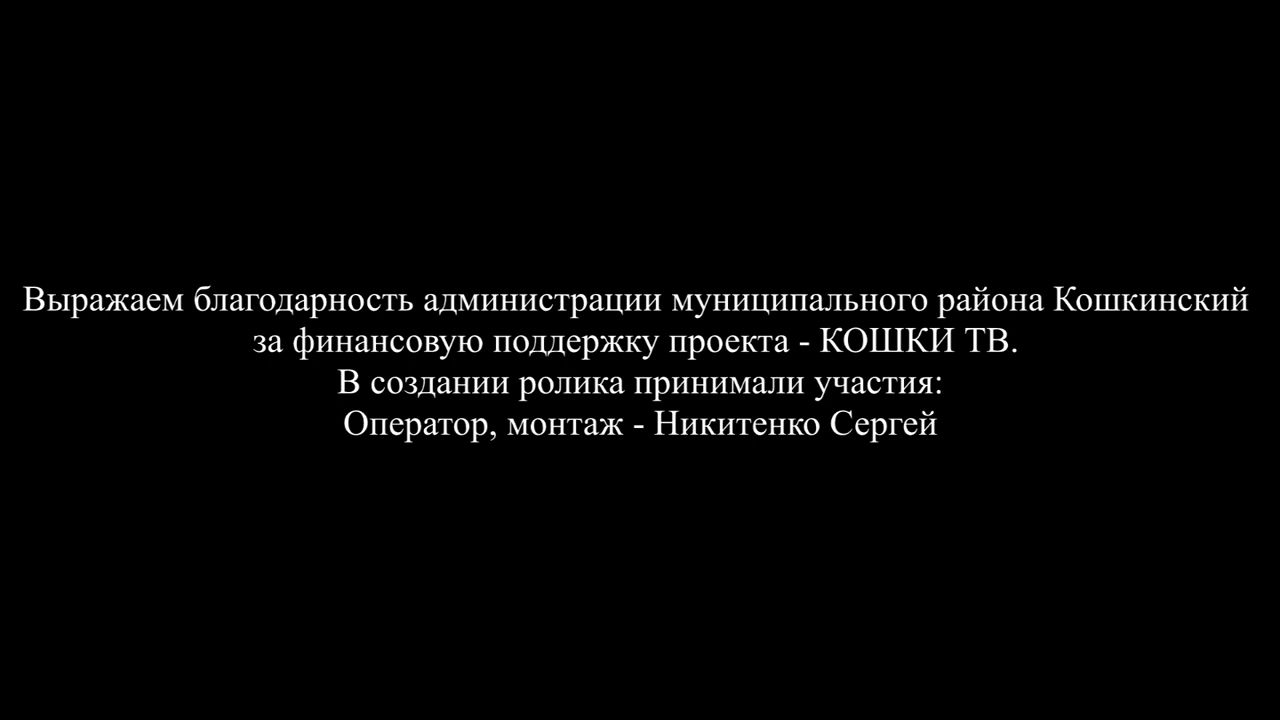 Выражаем благодарность администрации муниципального района Кошкинский
за финансовую поддержку проекта - КОШКИ ТВ.
В создании ролика принимали участия:
Оператор, монтаж - Никитенко Сергей